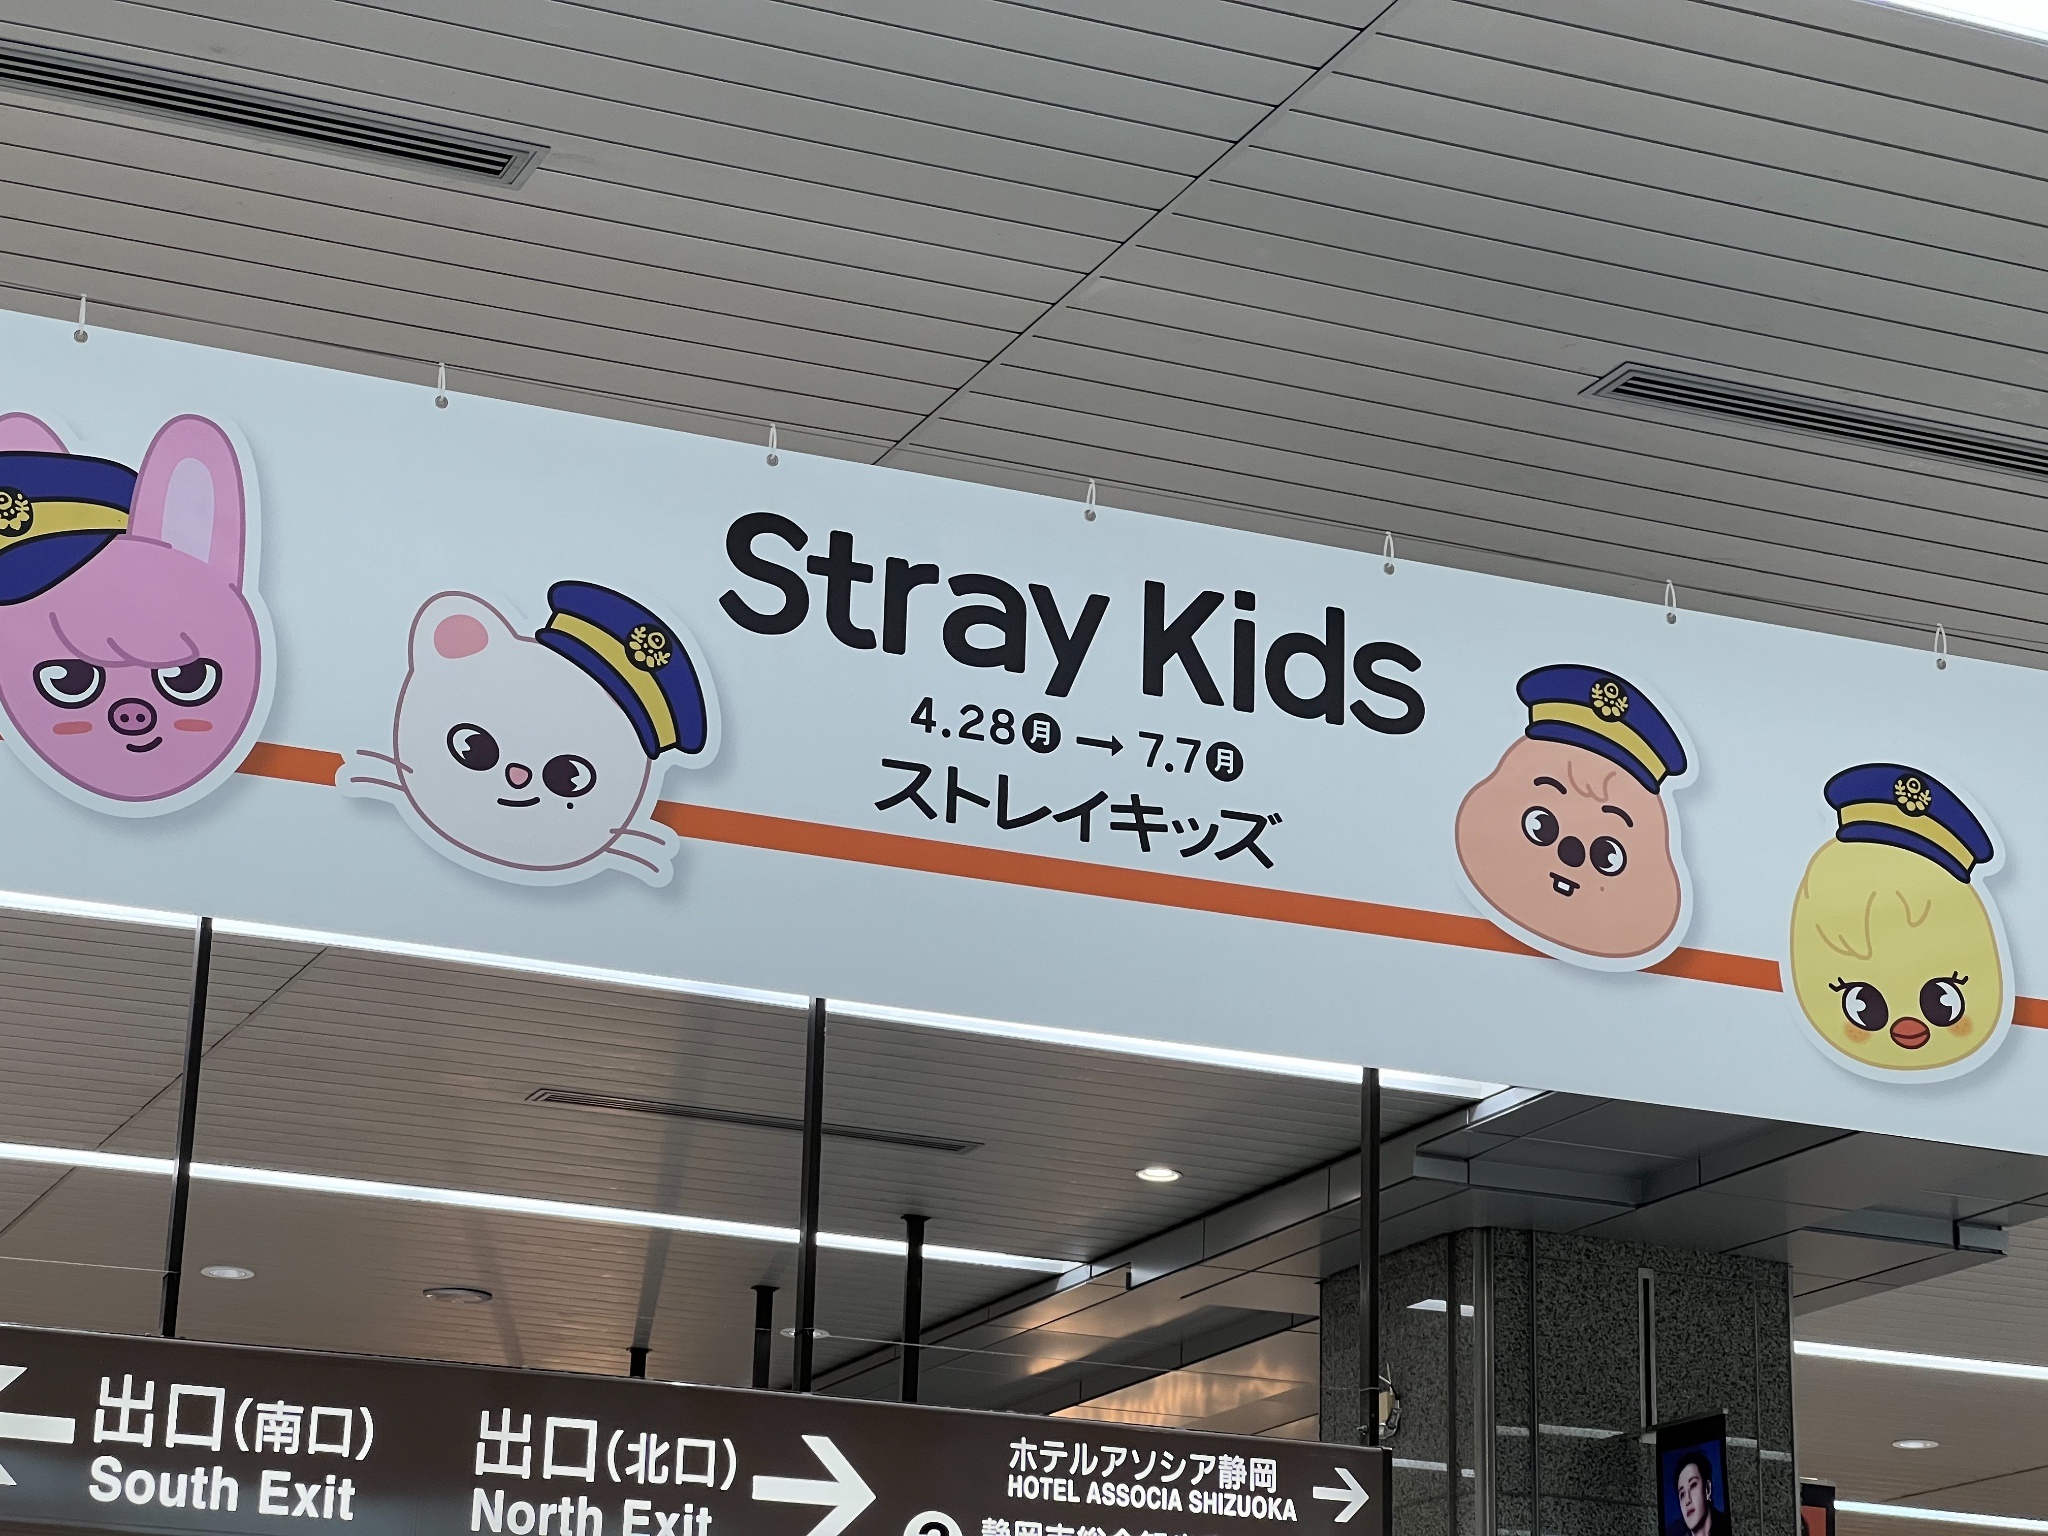 Stray Kids
4.28月→7.7月
ストレイキッズ
出口(南口)
South Exit
出口(北口)
North Exit
ホテルアソシア静岡
HOTEL ASSOCIA SHIZUOKA